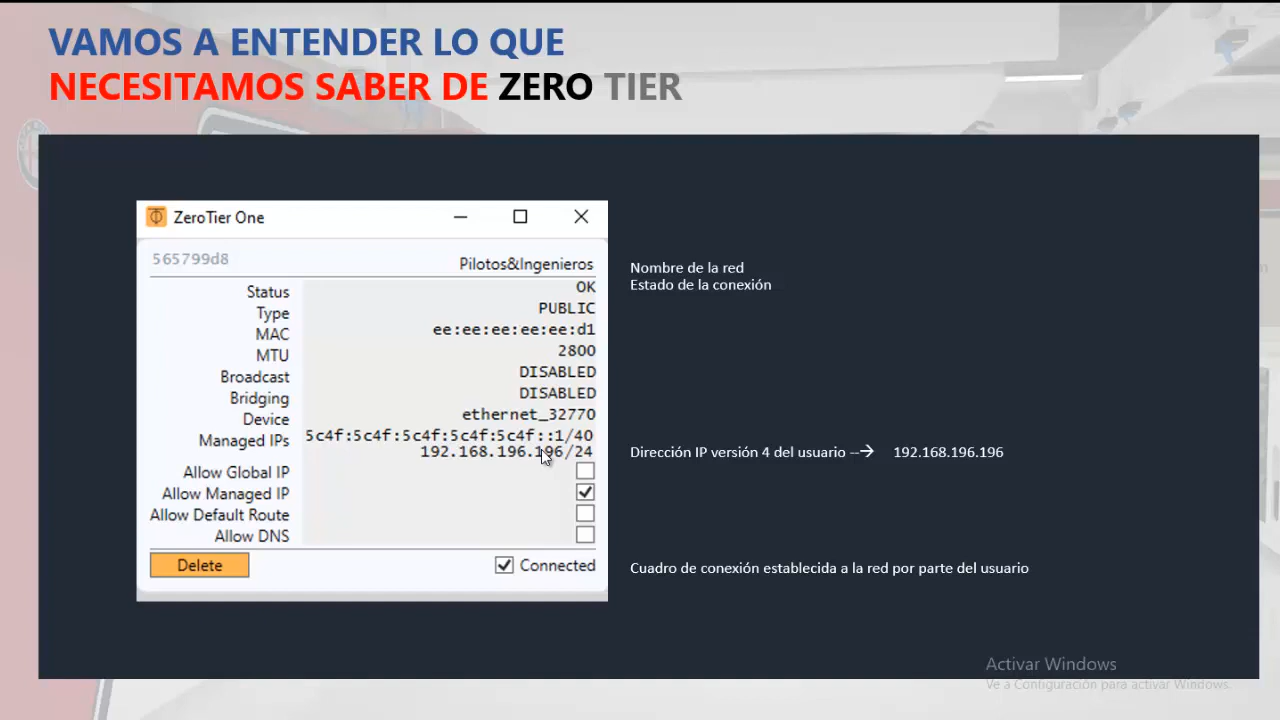 VAMOS A ENTENDER LO QUE
NECESITAMOS SABER DE ZERO TIER
ZeroTier One
565799d8
Pilotos&Ingenieros
Nombre de la red
Status OK
Estado de la conexión
Type PUBLIC
MAC ee:ee:ee:ee:ee:d1
MTU 2800
Broadcast DISABLED
Bridging DISABLED
Device ethernet_32770
Managed IPs 5c4f:5c4f:5c4f:5c4f:5c4f::1/40
192.168.196.196/24
Dirección IP versión 4 del usuario --→ 192.168.196.196
Allow Global IP
Allow Managed IP
Allow Default Route
Allow DNS
Delete
Connected
Cuadro de conexión establecida a la red por parte del usuario
Activar Windows
Ve a Configuración para activar Windows.